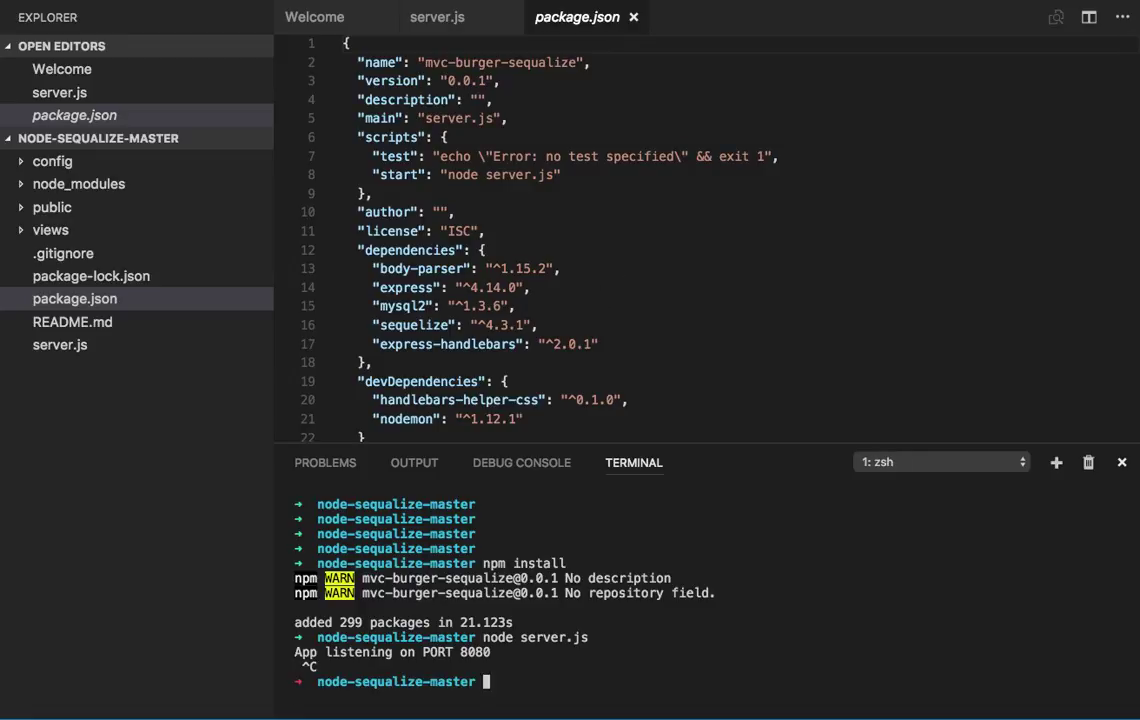 EXPLORER
OPEN EDITORS
Welcome
server.js
package.json
NODE-SEQUALIZE-MASTER
config
node_modules
public
views
.gitignore
package-lock.json
package.json
README.md
server.js
Welcome server.js package.json ×
1 {
2 "name": "mvc-burger-sequalize",
3 "version": "0.0.1",
4 "description": "",
5 "main": "server.js",
6 "scripts": {
7 "test": "echo \"Error: no test specified\" && exit 1",
8 "start": "node server.js"
9 },
10 "author": "",
11 "license": "ISC",
12 "dependencies": {
13 "body-parser": "^1.15.2",
14 "express": "^4.14.0",
15 "mysql2": "^1.3.6",
16 "sequelize": "^4.3.1",
17 "express-handlebars": "^2.0.1"
18 },
19 "devDependencies": {
20 "handlebars-helper-css": "^0.1.0",
21 "nodemon": "^1.12.1"
22 }
PROBLEMS OUTPUT DEBUG CONSOLE TERMINAL 1: zsh
→ node-sequalize-master
→ node-sequalize-master
→ node-sequalize-master
→ node-sequalize-master
→ node-sequalize-master npm install
npm WARN mvc-burger-sequalize@0.0.1 No description
npm WARN mvc-burger-sequalize@0.0.1 No repository field.
added 299 packages in 21.123s
→ node-sequalize-master node server.js
App listening on PORT 8080
^C
→ node-sequalize-master